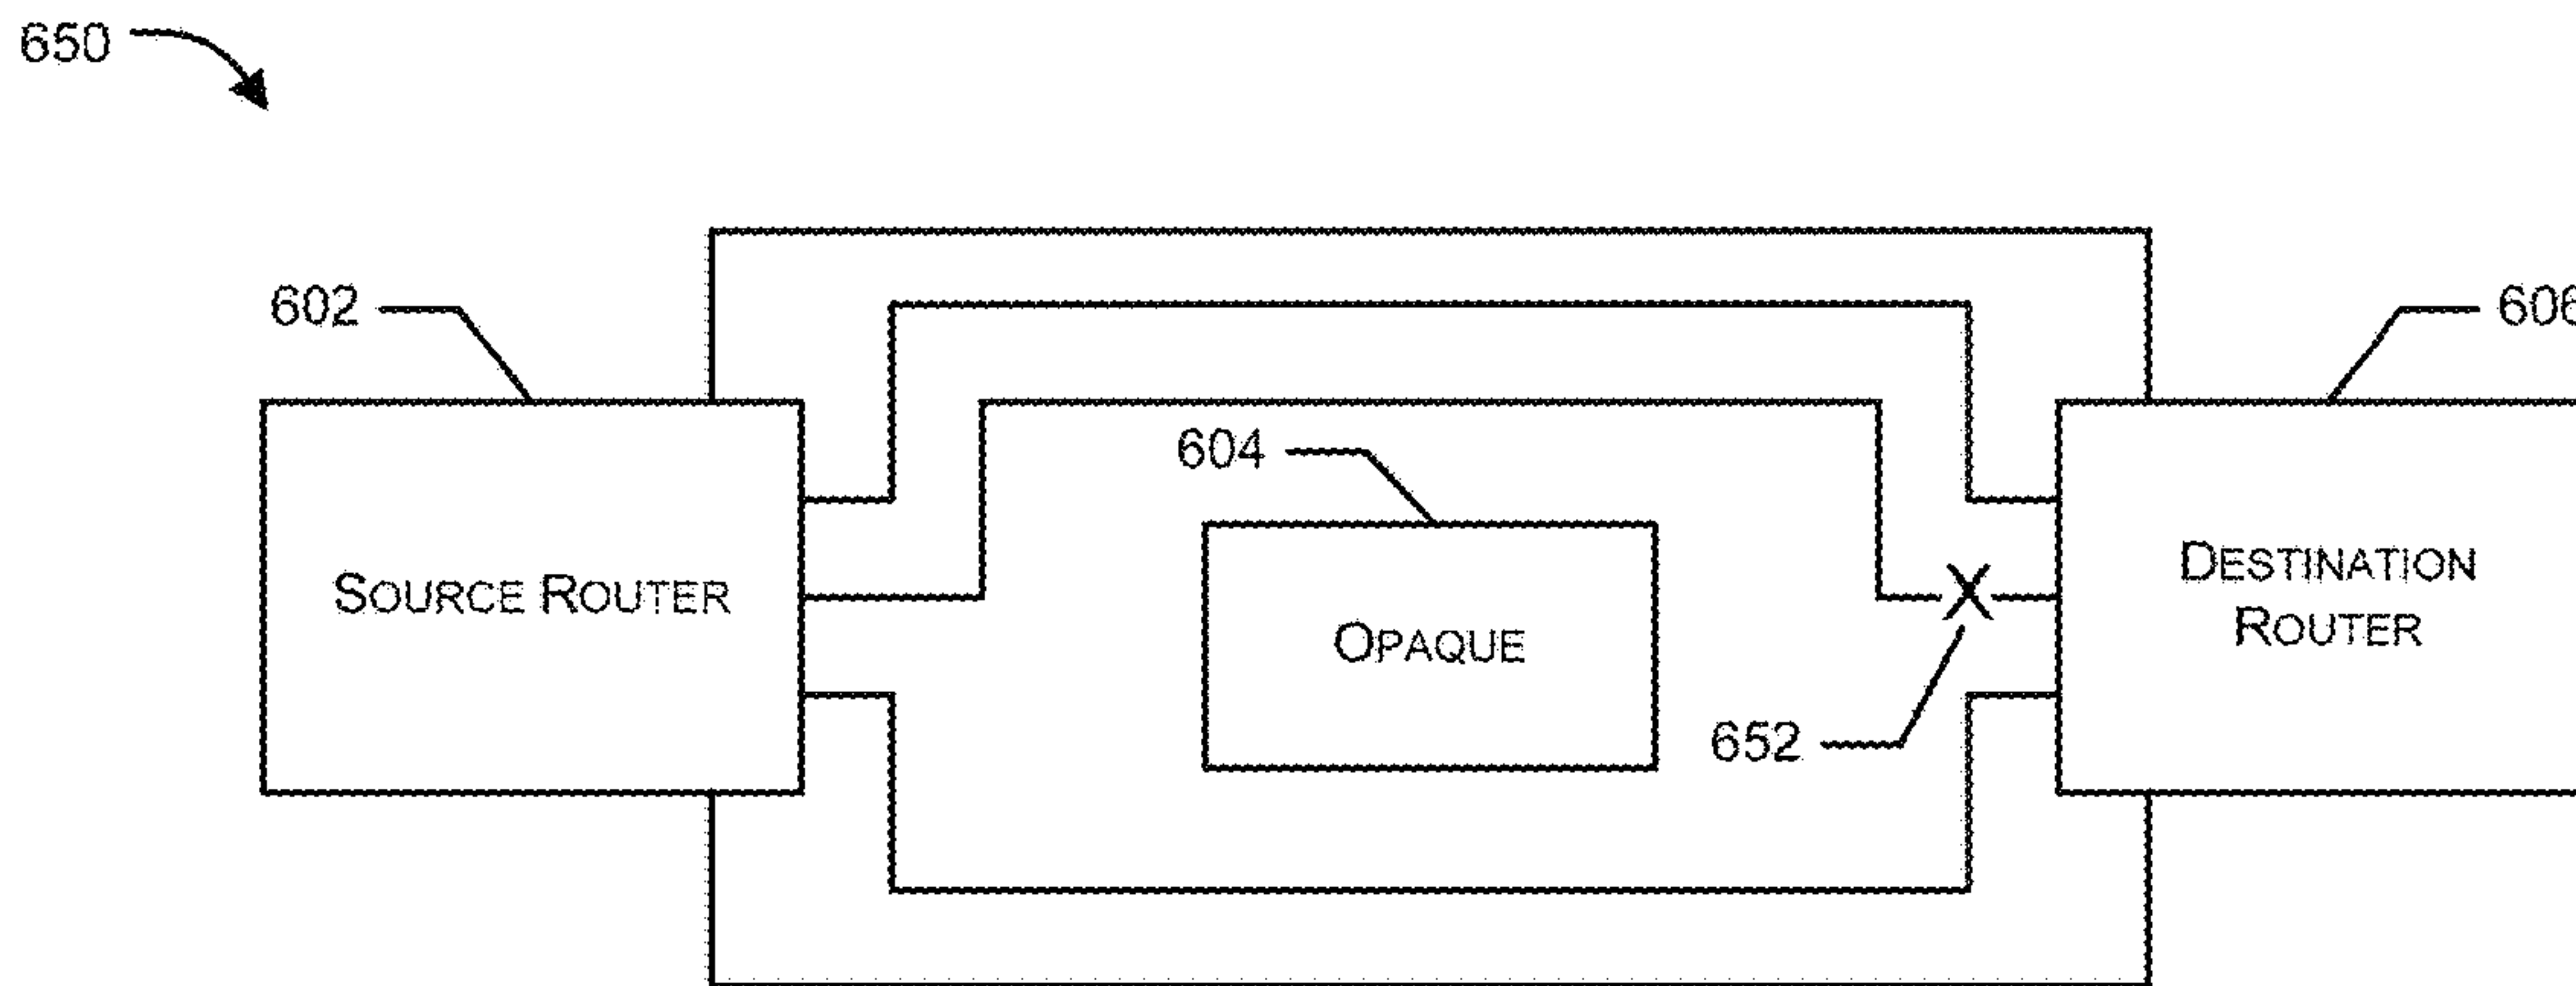 650
602
606
604
SOURCE ROUTER
OPAQUE
DESTINATION
ROUTER
652